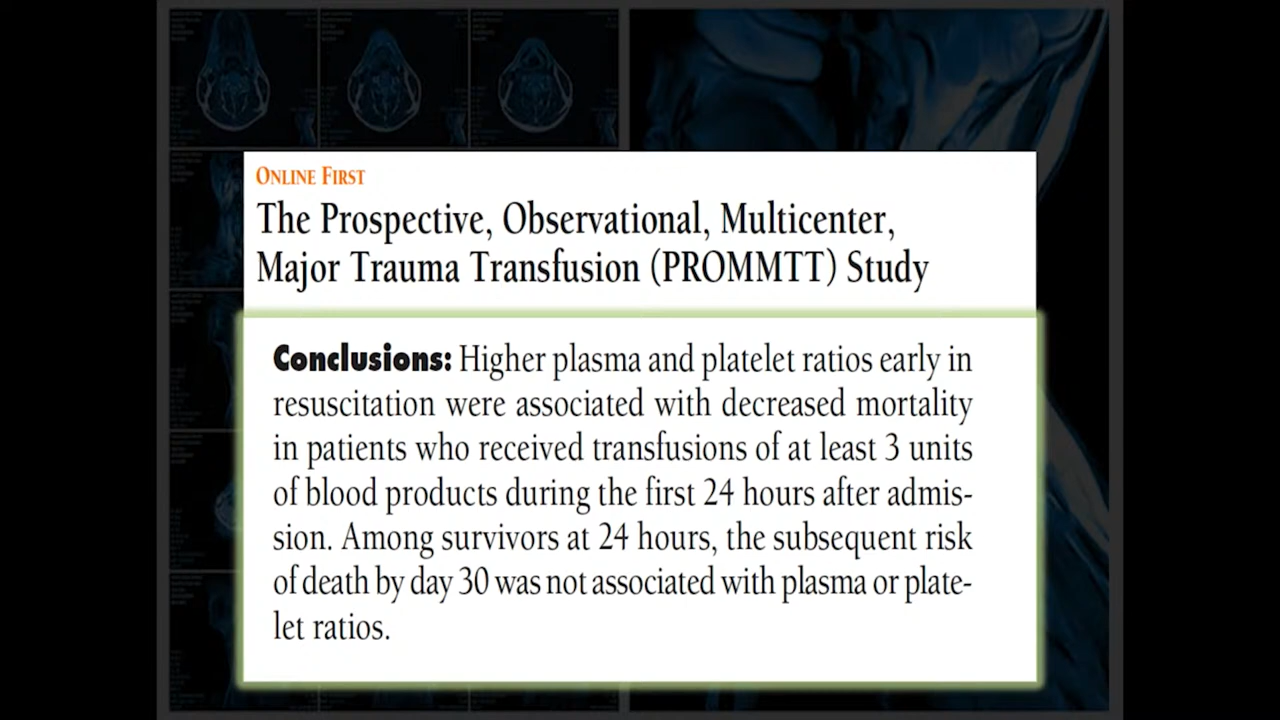 ONLINE FIRST
The Prospective, Observational, Multicenter,
Major Trauma Transfusion (PROMMTT) Study
Conclusions: Higher plasma and platelet ratios early in
resuscitation were associated with decreased mortality
in patients who received transfusions of at least 3 units
of blood products during the first 24 hours after admis-
sion. Among survivors at 24 hours, the subsequent risk
of death by day 30 was not associated with plasma or plate-
let ratios.